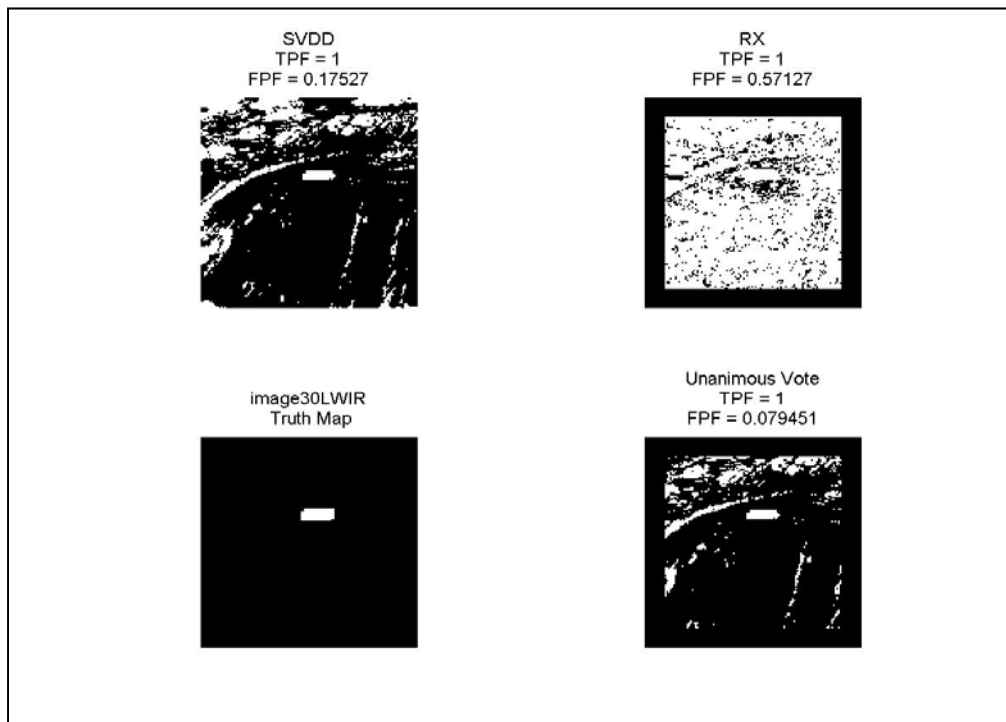 SVDD
TPF = 1
FPF = 0.17527
RX
TPF = 1
FPF = 0.57127
image30LWIR
Truth Map
Unanimous Vote
TPF = 1
FPF = 0.079451